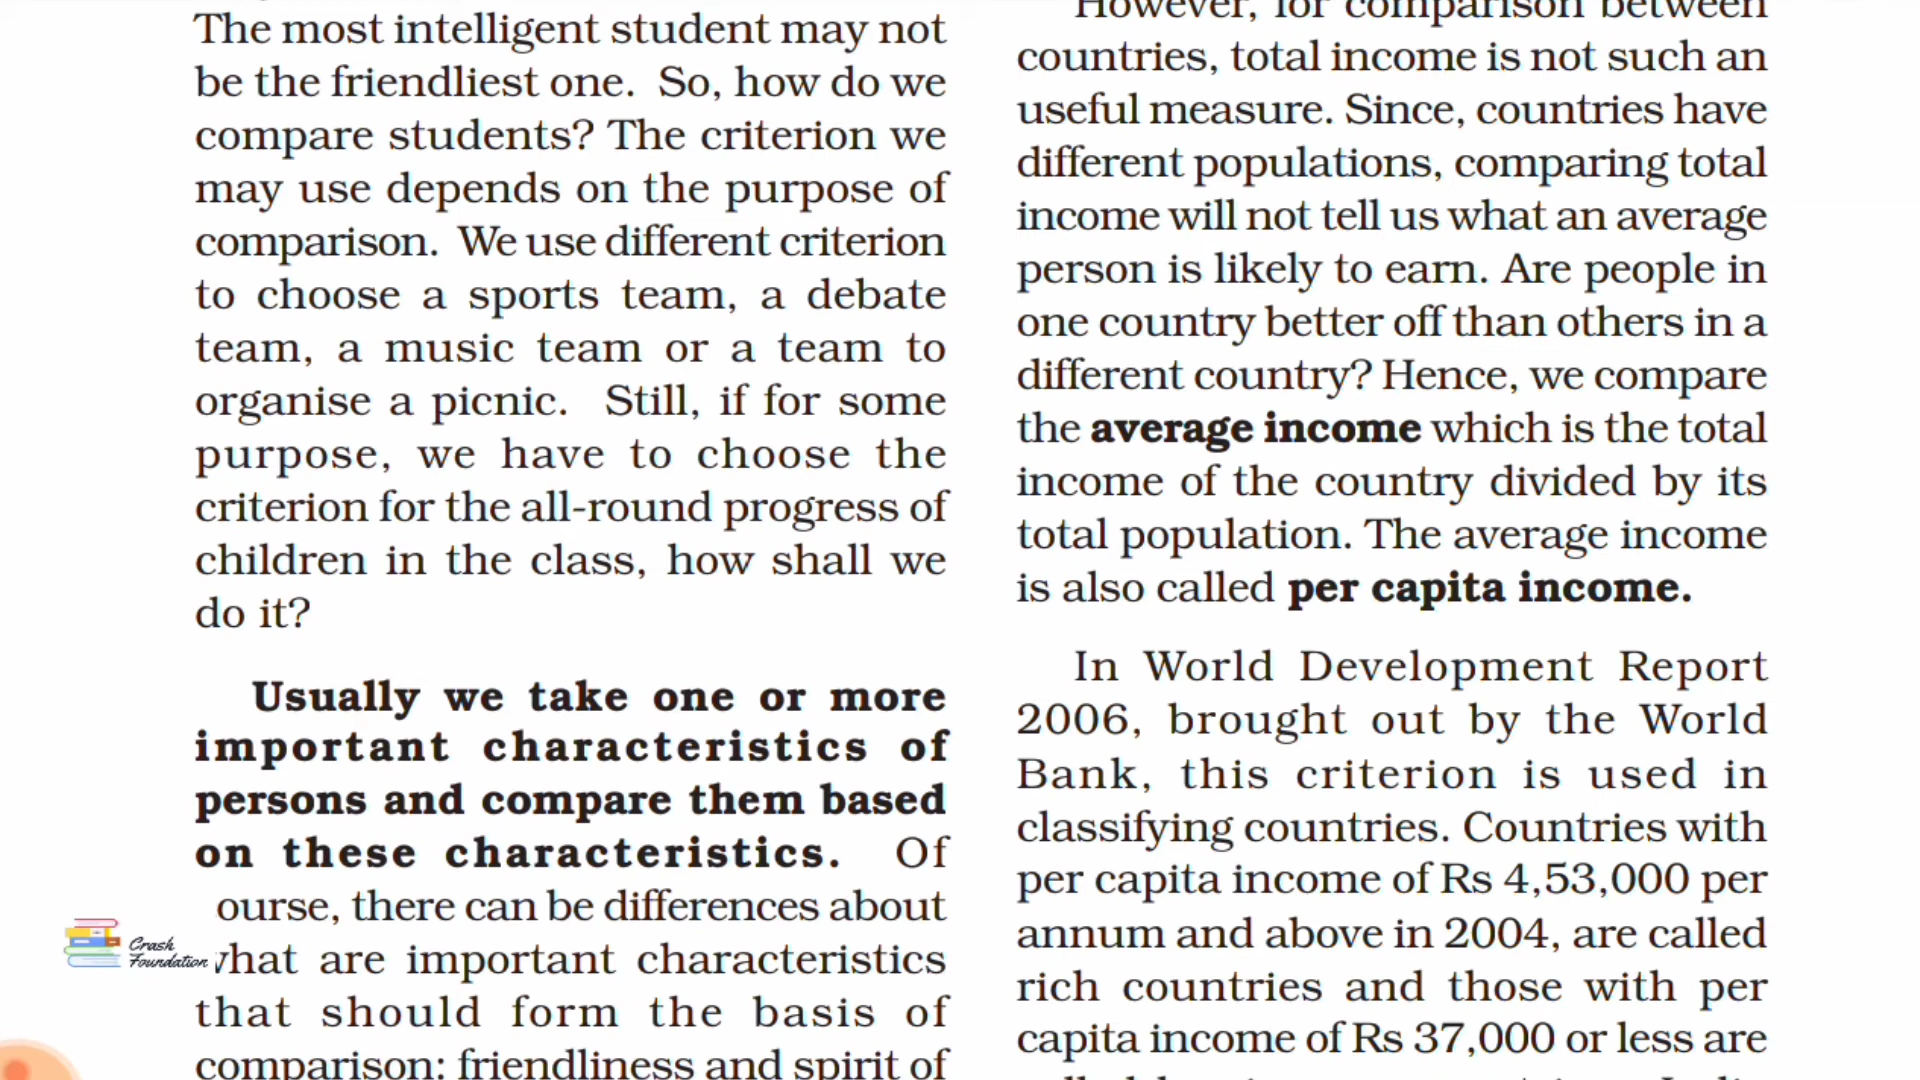 The most intelligent student may not
be the friendliest one. So, how do we
compare students? The criterion we
may use depends on the purpose of
comparison. We use different criterion
to choose a sports team, a debate
team, a music team or a team to
organise a picnic. Still, if for some
purpose, we have to choose the
criterion for the all-round progress of
children in the class, how shall we
do it?
Usually we take one or more
important characteristics of
persons and compare them based
on these characteristics. Of
ourse, there can be differences about
what are important characteristics
that should form the basis of
comparison: friendliness and spirit of
However, for comparison between
countries, total income is not such an
useful measure. Since, countries have
different populations, comparing total
income will not tell us what an average
person is likely to earn. Are people in
one country better off than others in a
different country? Hence, we compare
the average income which is the total
income of the country divided by its
total population. The average income
is also called per capita income.
In World Development Report
2006, brought out by the World
Bank, this criterion is used in
classifying countries. Countries with
per capita income of Rs 4,53,000 per
annum and above in 2004, are called
rich countries and those with per
capita income of Rs 37,000 or less are
Crash
Foundation